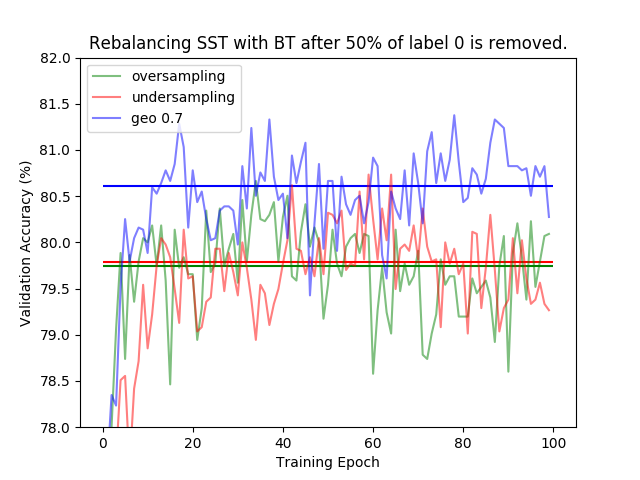 Rebalancing SST with BT after 50% of label 0 is removed.
oversampling
undersampling
geo 0.7
Validation Accuracy (%)
82.0
81.5
81.0
80.5
80.0
79.5
79.0
78.5
78.0
0 20 40 60 80 100
Training Epoch